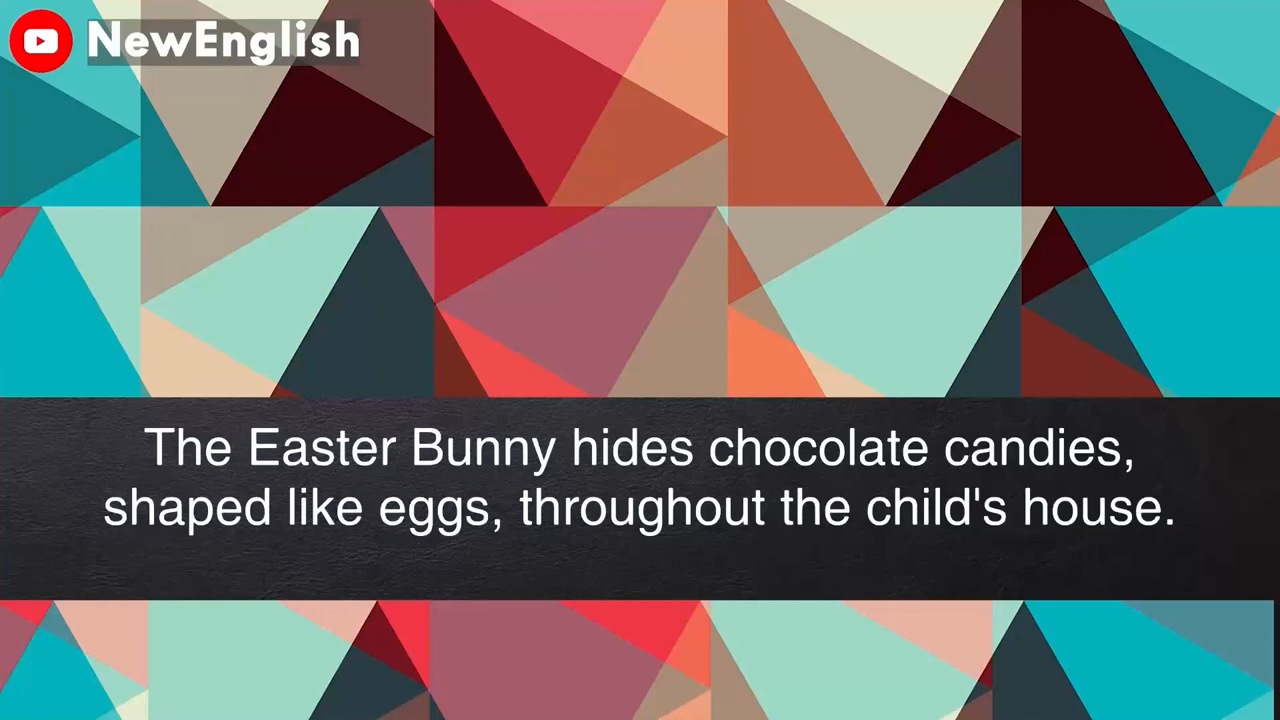 NewEnglish
The Easter Bunny hides chocolate candies,
shaped like eggs, throughout the child's house.